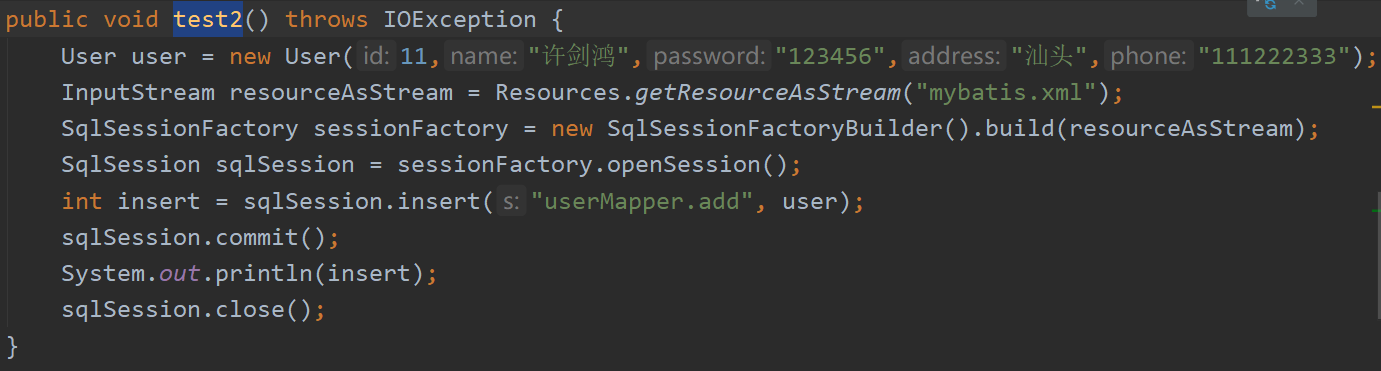 public void test2() throws IOException {
    User user = new User( id: 11, name: "许剑鸿", password: "123456", address: "汕头", phone: "111222333");
    InputStream resourceAsStream = Resources.getResourceAsStream("mybatis.xml");
    SqlSessionFactory sessionFactory = new SqlSessionFactoryBuilder().build(resourceAsStream);
    SqlSession sqlSession = sessionFactory.openSession();
    int insert = sqlSession.insert( s: "userMapper.add", user);
    sqlSession.commit();
    System.out.println(insert);
    sqlSession.close();
}